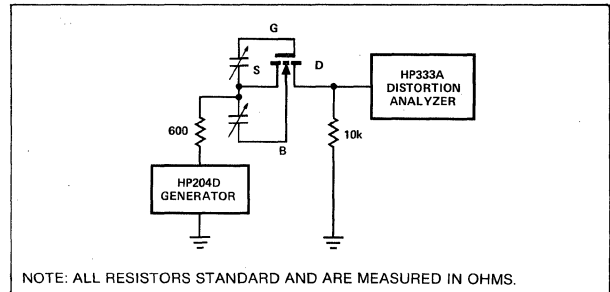 G
S
D
HP333A
DISTORTION
ANALYZER
600
10k
B
HP204D
GENERATOR
NOTE: ALL RESISTORS STANDARD AND ARE MEASURED IN OHMS.